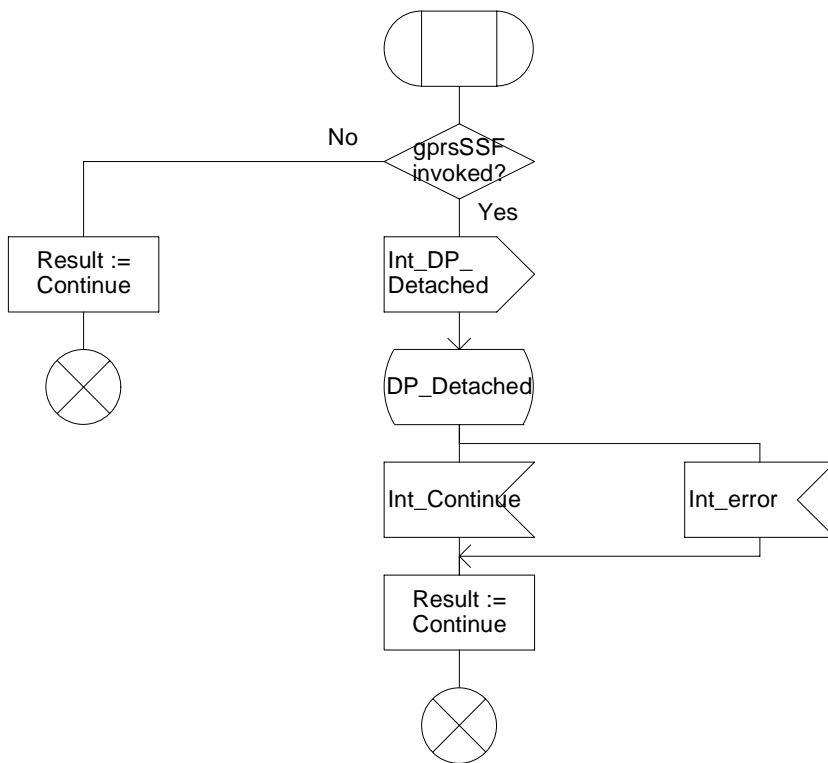 No
gprsSSF
invoked?
Yes
Result :=
Continue
Int_DP_
Detached
DP_Detached
Int_Continue
Int_error
Result :=
Continue